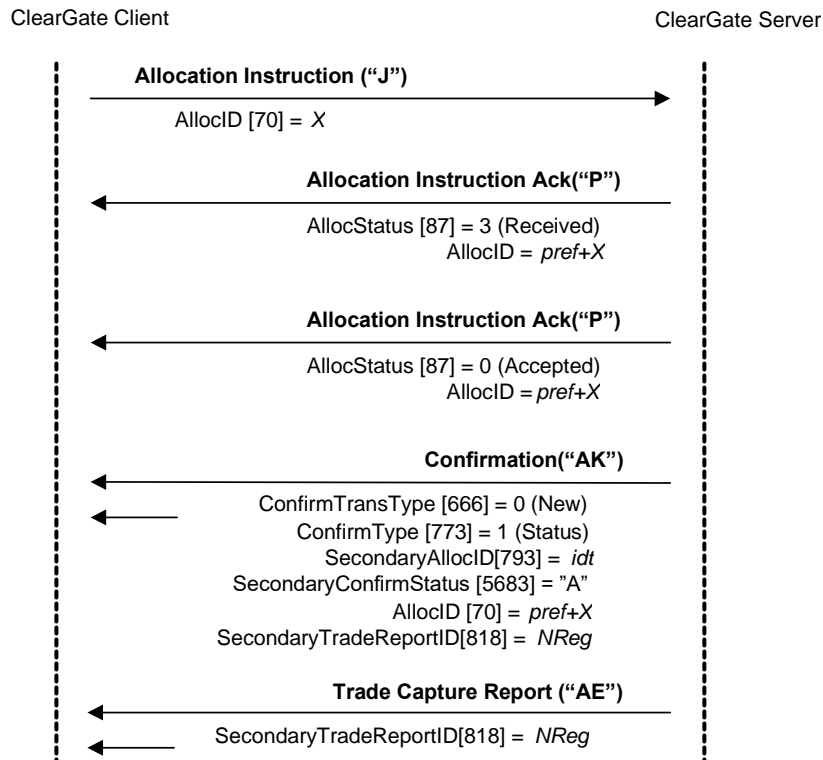 ClearGate Client
ClearGate Server
Allocation Instruction (“J”)
AllocID [70] = X
Allocation Instruction Ack(“P”)
AllocStatus [87] = 3 (Received)
AllocID = pref+X
Allocation Instruction Ack(“P”)
AllocStatus [87] = 0 (Accepted)
AllocID = pref+X
Confirmation(“AK”)
ConfirmTransType [666] = 0 (New)
ConfirmType [773] = 1 (Status)
SecondaryAllocID[793] = idt
SecondaryConfirmStatus [5683] = ”A”
AllocID [70] = pref+X
SecondaryTradeReportID[818] = NReg
Trade Capture Report (“AE”)
SecondaryTradeReportID[818] = NReg